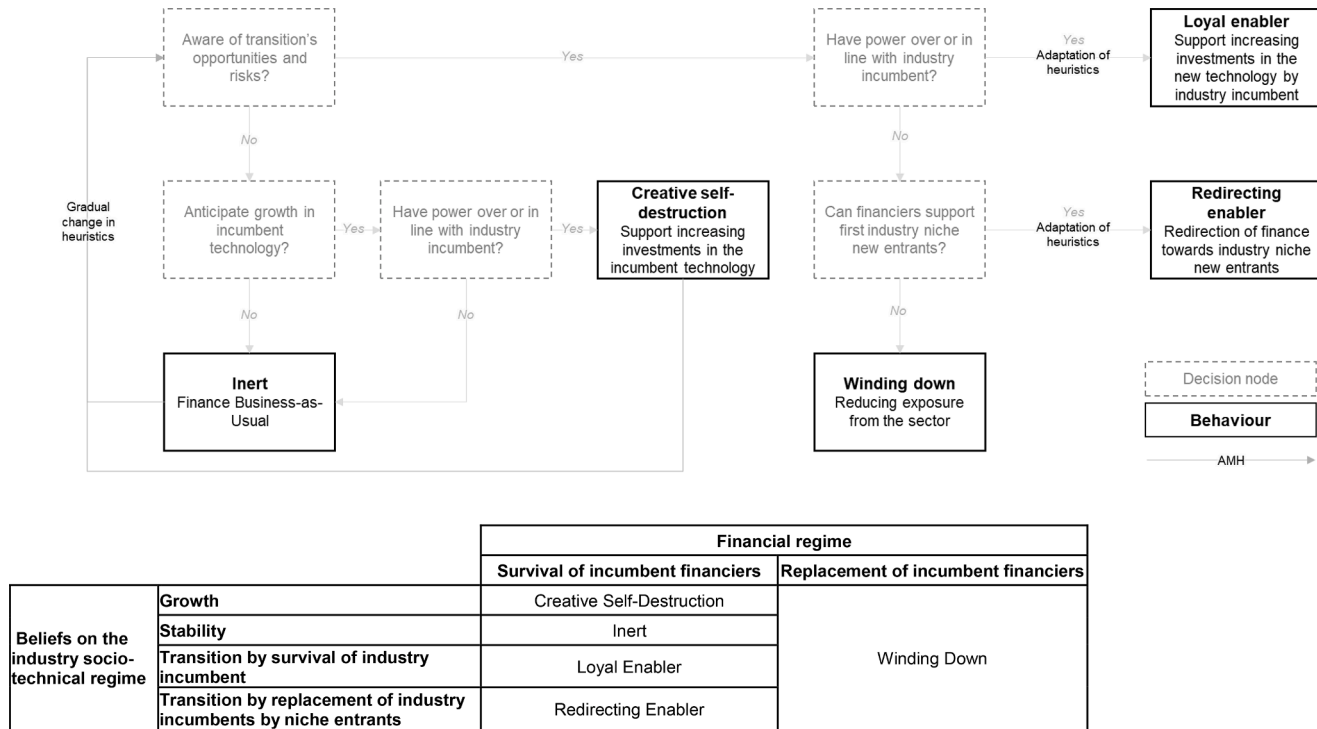 Aware of transition's
opportunities and
risks?
Yes
Have power over or in
line with industry
incumbent?
Yes
Adaptation of
heuristics
Loyal enabler
Support increasing
investments in the
new technology by
industry incumbent
No
No
Gradual
change in
heuristics
Anticipate growth in
incumbent
technology?
Yes
Have power over or in
line with industry
incumbent?
Yes
Creative self-
destruction
Support increasing
investments in the
incumbent technology
Can financiers support
first industry niche
new entrants?
Yes
Adaptation of
heuristics
Redirecting
enabler
Redirection of finance
towards industry niche
new entrants
No
No
No
Inert
Finance Business-as-
Usual
Winding down
Reducing exposure
from the sector
Decision node
Behaviour
AMH
Financial regime
Survival of incumbent financiers
Replacement of incumbent financiers
Beliefs on the
industry socio-
technical regime
Growth
Creative Self-Destruction
Stability
Inert
Transition by survival of industry
incumbent
Loyal Enabler
Transition by replacement of industry
incumbents by niche entrants
Redirecting Enabler
Winding Down